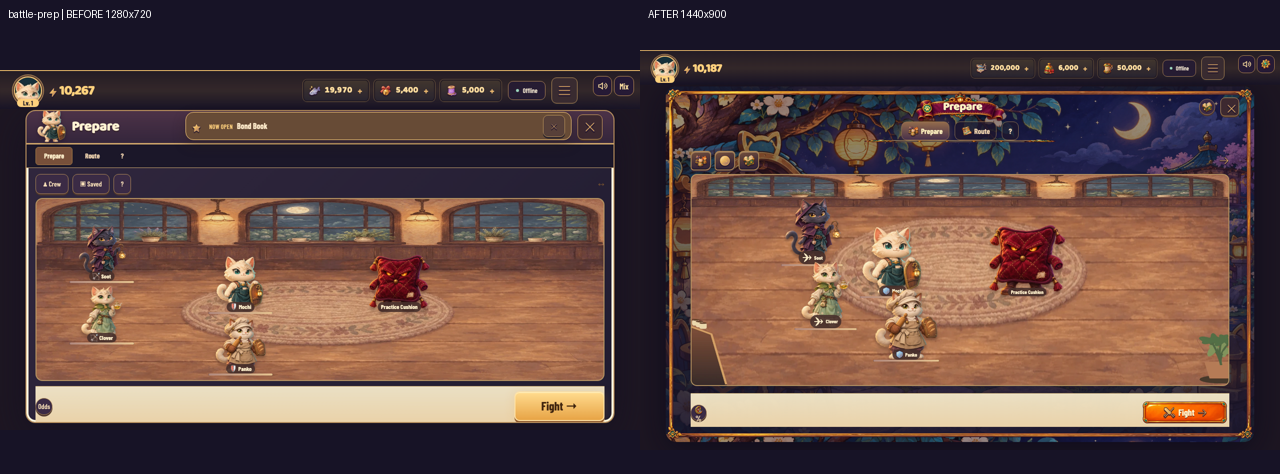 battle-prep | BEFORE 1280x720
10,267
Lv. 1
19,970 +
5,400 +
5,000 +
Offline
Mix
Prepare
NOW OPEN Bond Book
Prepare
Route
?
Crew
Saved
?
Soot
Mochi
Clover
Panko
Practice Cushion
Odds
Fight →
AFTER 1440x900
10,187
Lv. 1
200,000 +
6,000 +
50,000 +
Offline
Prepare
Prepare
Route
?
Soot
Mochi
Clover
Panko
Practice Cushion
Fight →